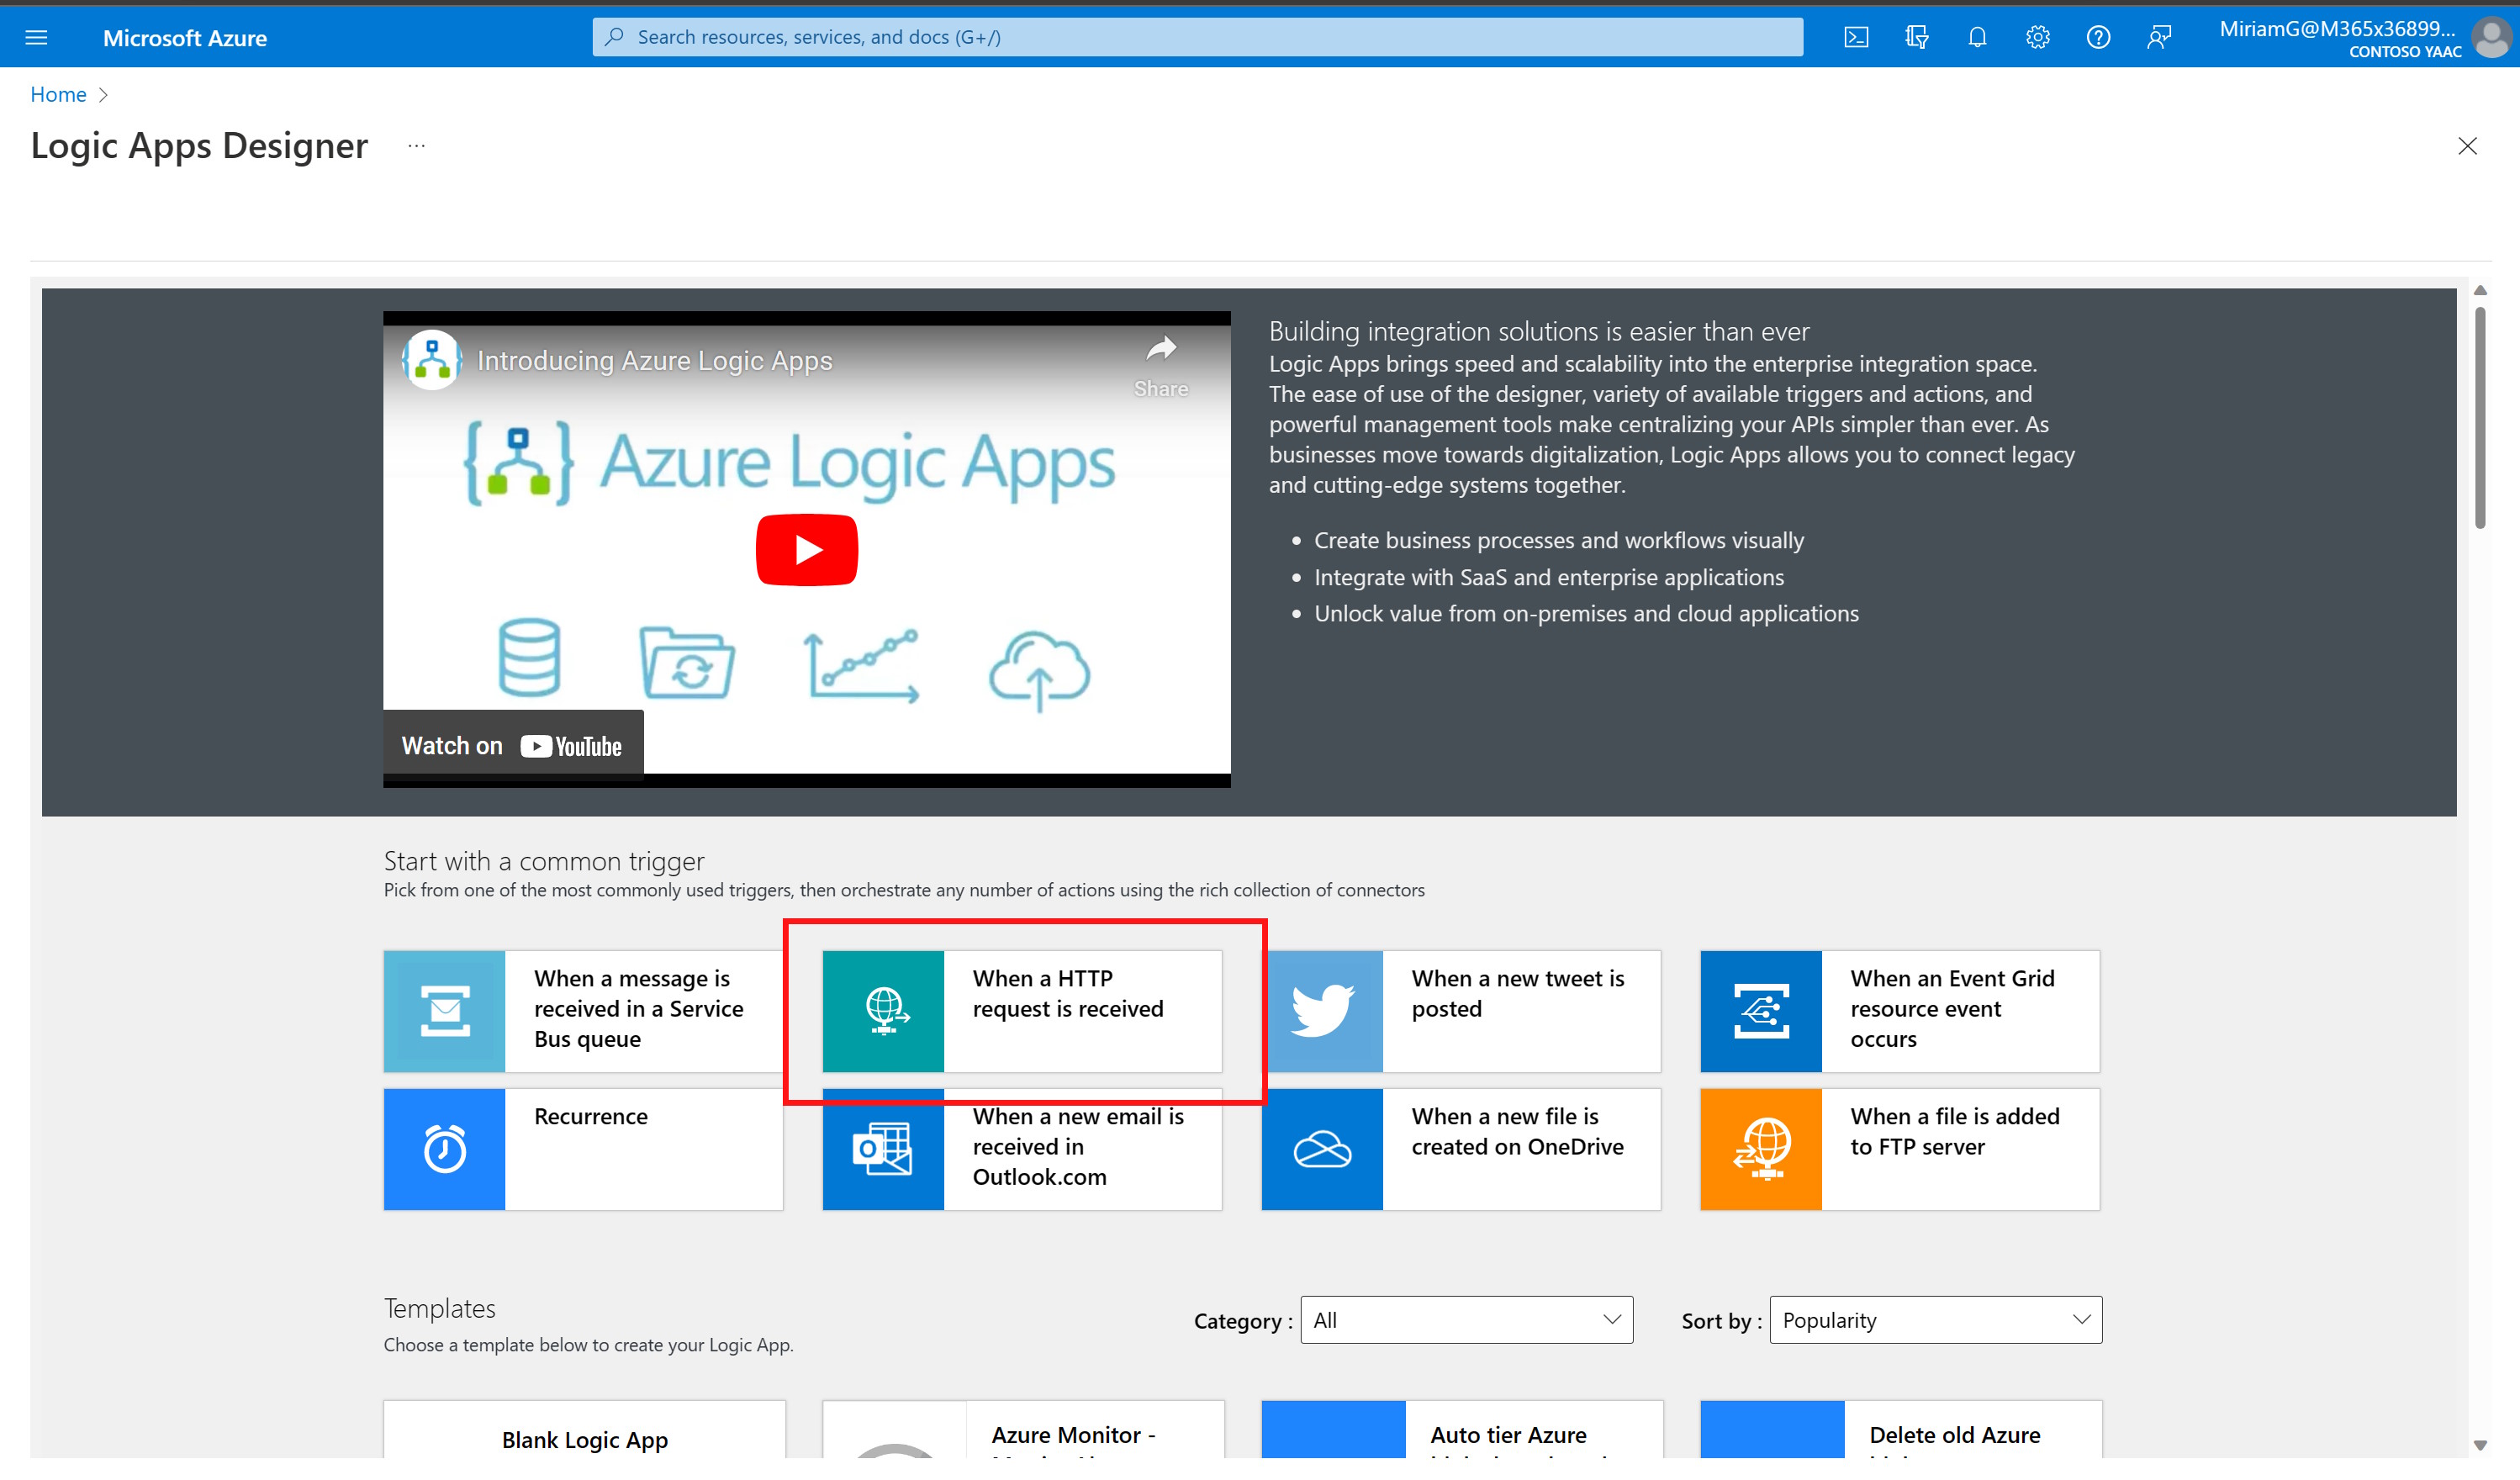 Microsoft Azure
Search resources, services, and docs (G+/)
MiriamG@M365x36899...
CONTOSO YAAC
Home
Logic Apps Designer
...
Introducing Azure Logic Apps
Share
Azure Logic Apps
Watch on YouTube
Building integration solutions is easier than ever
Logic Apps brings speed and scalability into the enterprise integration space.
The ease of use of the designer, variety of available triggers and actions, and
powerful management tools make centralizing your APIs simpler than ever. As
businesses move towards digitalization, Logic Apps allows you to connect legacy
and cutting-edge systems together.
• Create business processes and workflows visually
• Integrate with SaaS and enterprise applications
• Unlock value from on-premises and cloud applications
Start with a common trigger
Pick from one of the most commonly used triggers, then orchestrate any number of actions using the rich collection of connectors
When a message is
received in a Service
Bus queue
When a HTTP
request is received
When a new tweet is
posted
When an Event Grid
resource event
occurs
Recurrence
When a new email is
received in
Outlook.com
When a new file is
created on OneDrive
When a file is added
to FTP server
Templates
Choose a template below to create your Logic App.
Category : All
Sort by : Popularity
Blank Logic App
Azure Monitor -
Auto tier Azure
Delete old Azure